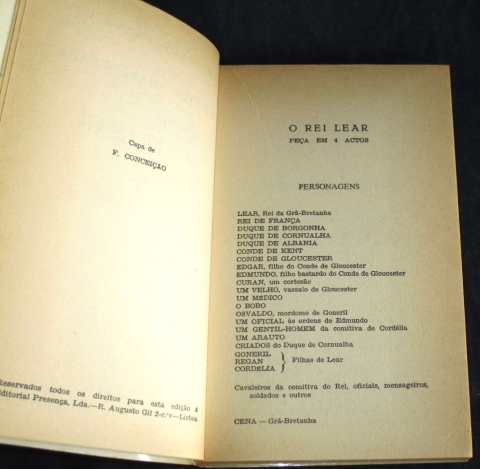 Capa de
F. CONCEIÇÃO
Reservados todos os direitos para esta edição à
Editorial Presença, Lda.—R. Augusto Gil 2-c/v—Lisboa
O REI LEAR
PEÇA EM 4 ACTOS
PERSONAGENS
LEAR, Rei da Grã-Bretanha
REI DE FRANÇA
DUQUE DE BORGONHA
DUQUE DE CORNUALHA
DUQUE DE ALBANIA
CONDE DE KENT
CONDE DE GLOUCESTER
EDGAR, filho do Conde de Gloucester
EDMUNDO, filho bastardo do Conde de Gloucester
CURAN, um cortesão
UM VELHO, vassalo de Gloucester
UM MÉDICO
O BOBO
OSVALDO, mordomo de Goneril
UM OFICIAL às ordens de Edmundo
UM GENTIL-HOMEM da comitiva de Cordélia
UM ARAUTO
CRIADOS do Duque de Cornualha
GONERIL
REGAN } Filhas de Lear
CORDÉLIA
Cavaleiros da comitiva do Rei, oficiais, mensageiros,
soldados e outros
CENA — Grã-Bretanha